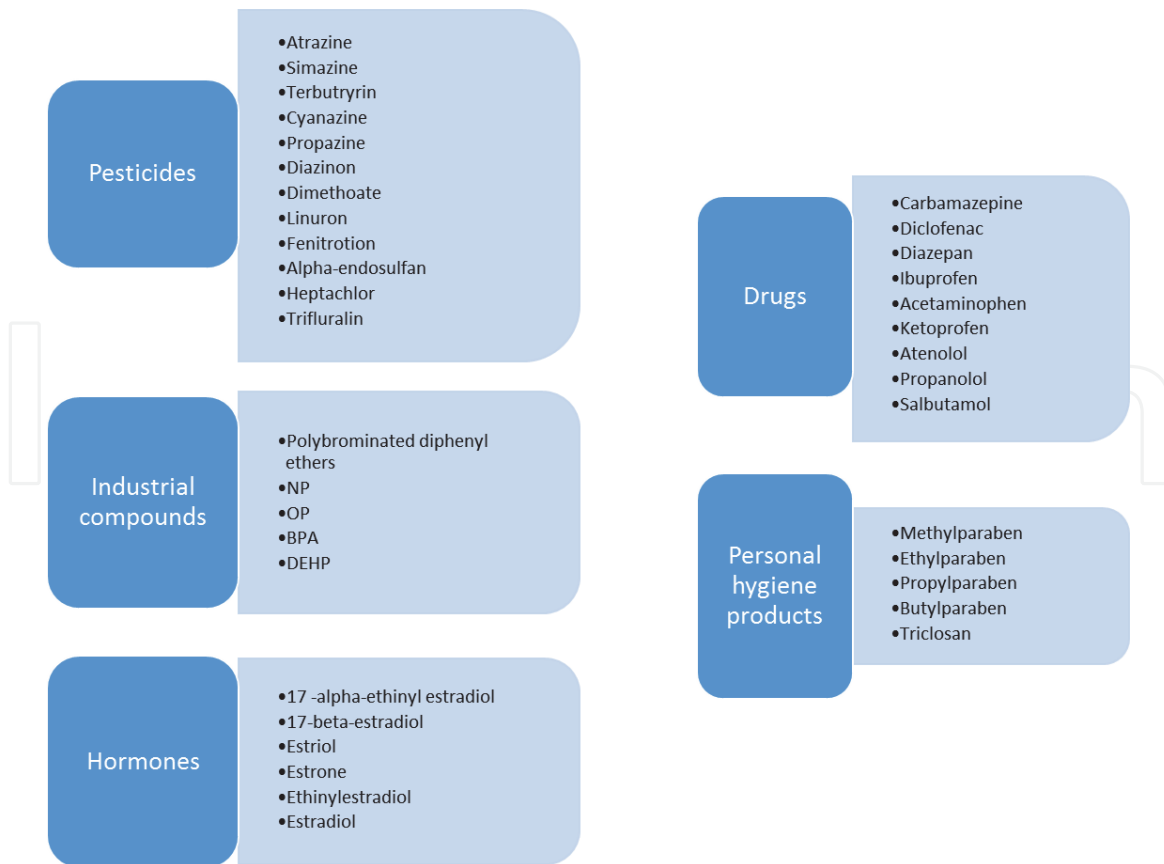 Pesticides
•Atrazine
•Simazine
•Terbutryrin
•Cyanazine
•Propazine
•Diazinon
•Dimethoate
•Linuron
•Fenitrotion
•Alpha-endosulfan
•Heptachlor
•Trifluralin
Industrial
compounds
•Polybrominated diphenyl
ethers
•NP
•OP
•BPA
•DEHP
Hormones
•17 -alpha-ethinyl estradiol
•17-beta-estradiol
•Estriol
•Estrone
•Ethinylestradiol
•Estradiol
Drugs
•Carbamazepine
•Diclofenac
•Diazepan
•Ibuprofen
•Acetaminophen
•Ketoprofen
•Atenolol
•Propanolol
•Salbutamol
Personal
hygiene
products
•Methylparaben
•Ethylparaben
•Propylparaben
•Butylparaben
•Triclosan